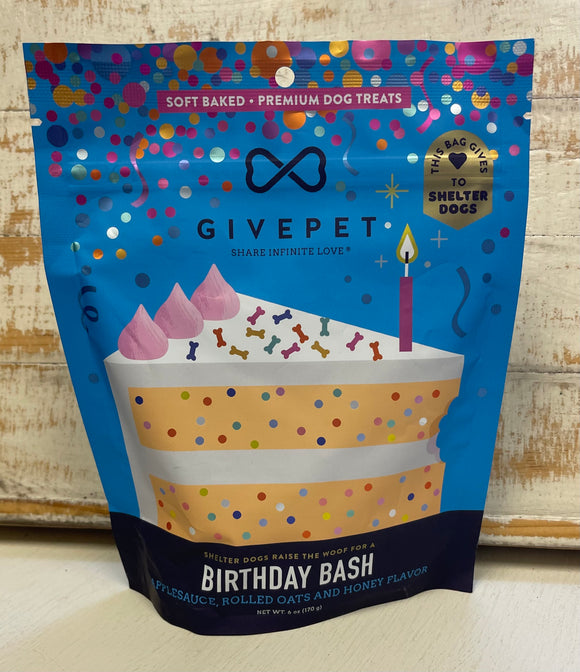 SOFT BAKED • PREMIUM DOG TREATS
THIS BAG GIVES
TO
SHELTER
DOGS
GIVEPET
SHARE INFINITE LOVE®
SHELTER DOGS RAISE THE WOOF FOR A
BIRTHDAY BASH
APPLESAUCE, ROLLED OATS AND HONEY FLAVOR
NET WT. 6 oz (170 g)